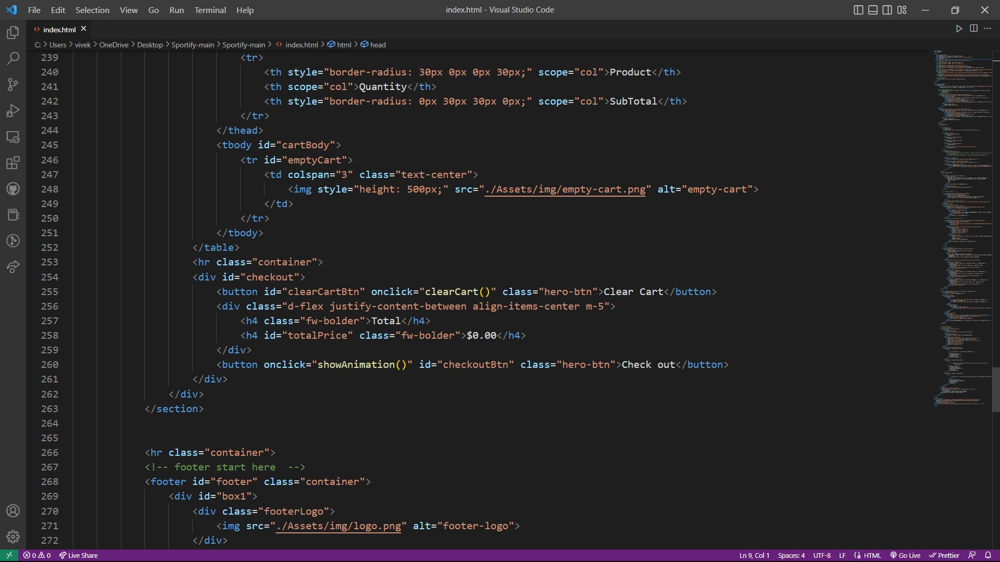 File Edit Selection View Go Run Terminal Help index.html - Visual Studio Code
index.html
C: > Users > vivek > OneDrive > Desktop > Sportify-main > Sportify-main > index.html > html > head
239 <tr>
240 <th style="border-radius: 30px 0px 0px 30px;" scope="col">Product</th>
241 <th scope="col">Quantity</th>
242 <th style="border-radius: 0px 30px 30px 0px;" scope="col">SubTotal</th>
243 </tr>
244 </thead>
245 <tbody id="cartBody">
246 <tr id="emptyCart">
247 <td colspan="3" class="text-center">
248 <img style="height: 500px;" src="./Assets/img/empty-cart.png" alt="empty-cart">
249 </td>
250 </tr>
251 </tbody>
252 </table>
253 <hr class="container">
254 <div id="checkout">
255 <button id="clearCartBtn" onclick="clearCart()" class="hero-btn">Clear Cart</button>
256 <div class="d-flex justify-content-between align-items-center m-5">
257 <h4 class="fw-bolder">Total</h4>
258 <h4 id="totalPrice" class="fw-bolder">$0.00</h4>
259 </div>
260 <button onclick="showAnimation()" id="checkoutBtn" class="hero-btn">Check out</button>
261 </div>
262 </div>
263 </section>
264
265
266 <hr class="container">
267 <!-- footer start here  -->
268 <footer id="footer" class="container">
269 <div id="box1">
270 <div class="footerLogo">
271 <img src="./Assets/img/logo.png" alt="footer-logo">
272 </div>
0 0 Live Share Ln 9, Col 1 Spaces: 4 UTF-8 LF HTML Go Live Prettier